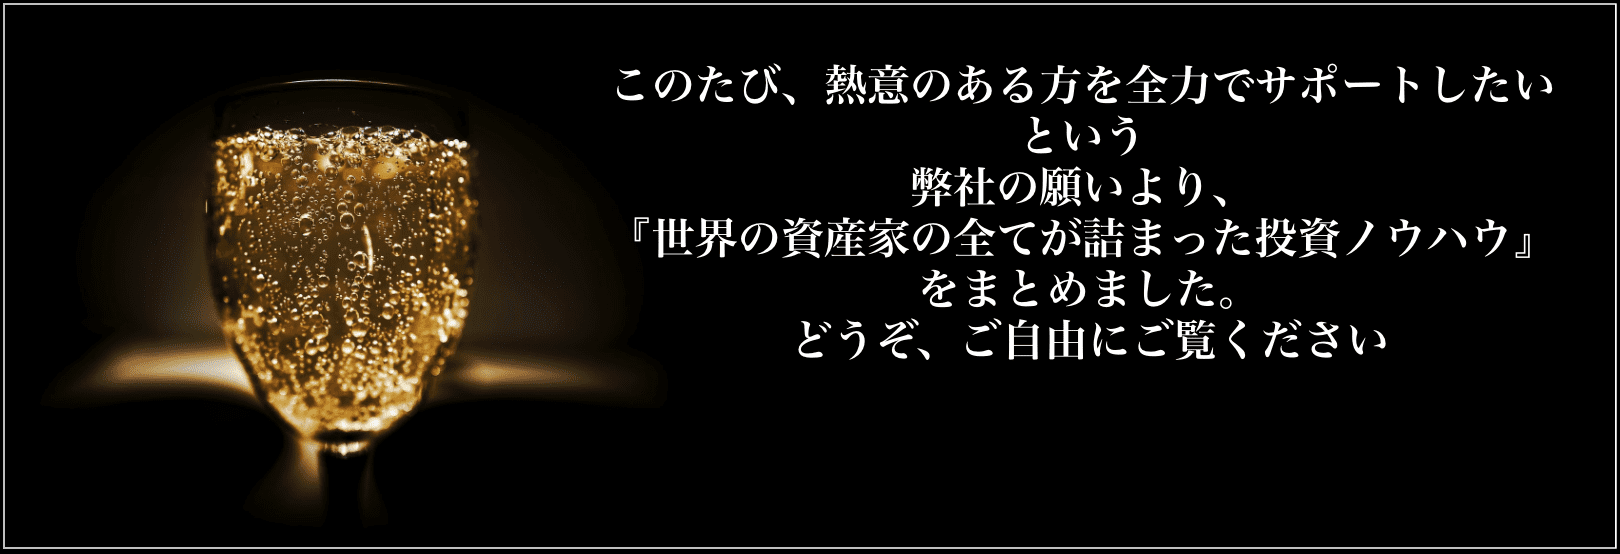 このたび、熱意のある方を全力でサポートしたい
という
弊社の願いより、
『世界の資産家の全てが詰まった投資ノウハウ』
をまとめました。
どうぞ、ご自由にご覧ください